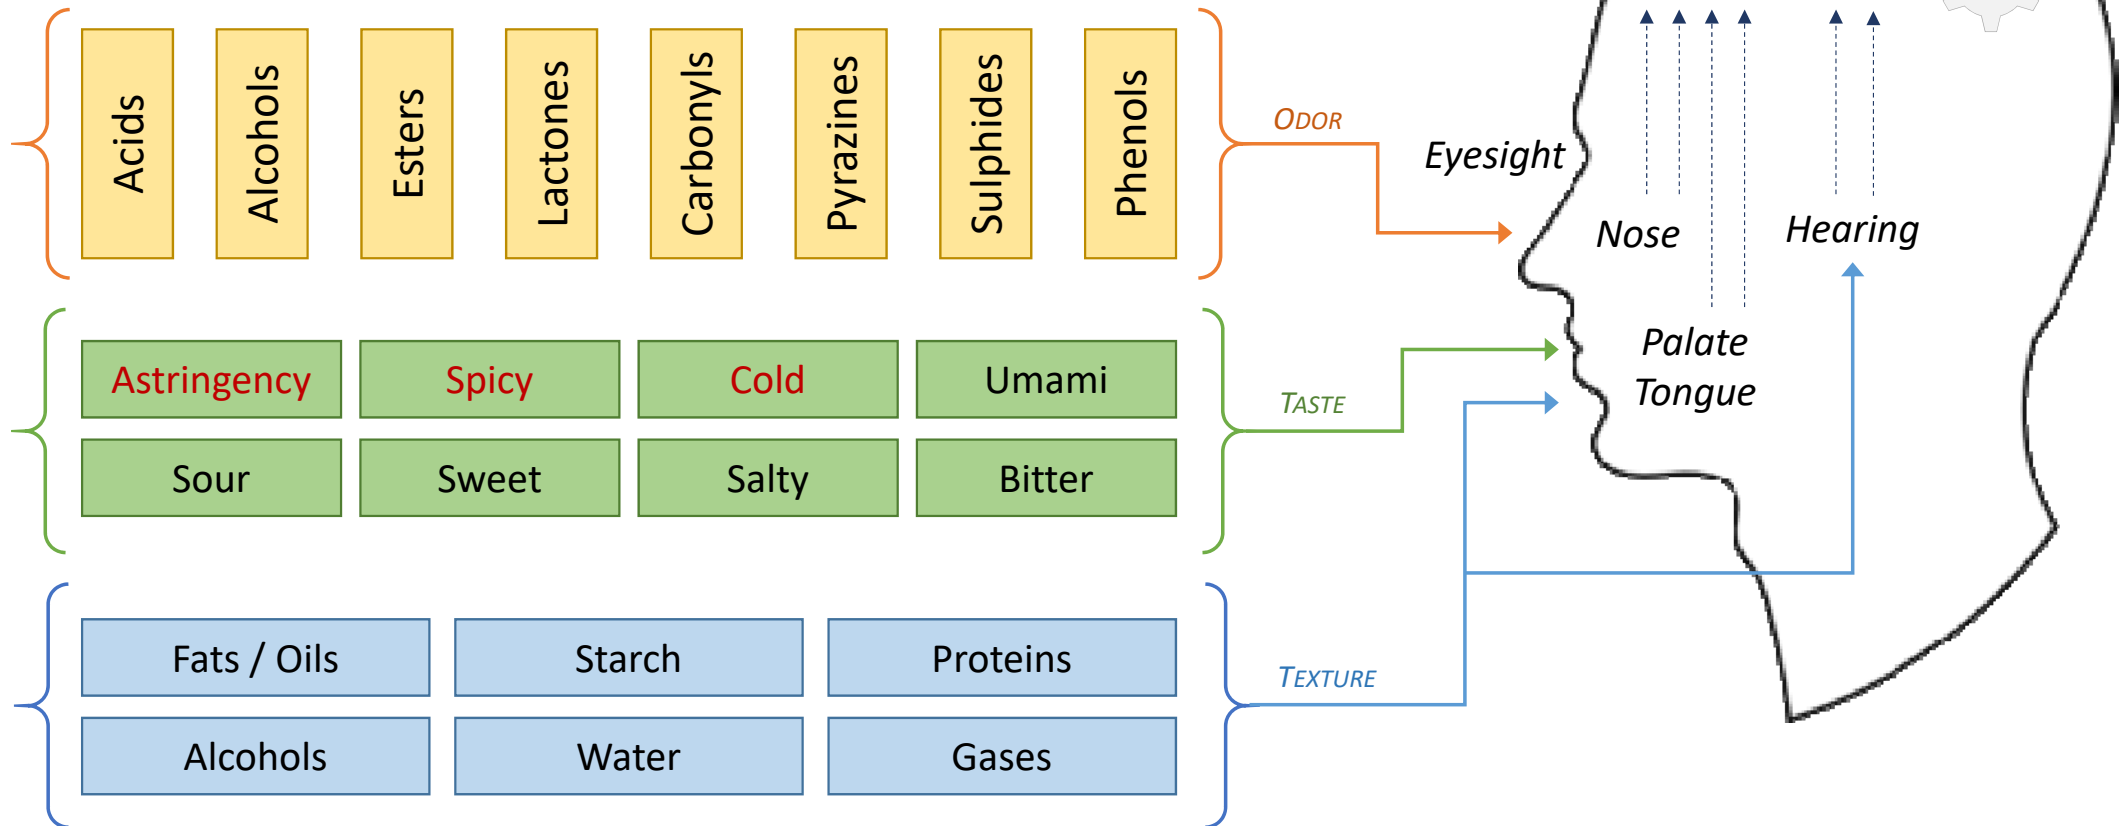 Acids
Alcohols
Esters
Lactones
Carbonyls
Pyrazines
Sulphides
Phenols
ODOR
Eyesight
Nose
Hearing
Astringency
Spicy
Cold
Umami
Sour
Sweet
Salty
Bitter
TASTE
Palate
Tongue
Fats / Oils
Starch
Proteins
Alcohols
Water
Gases
TEXTURE